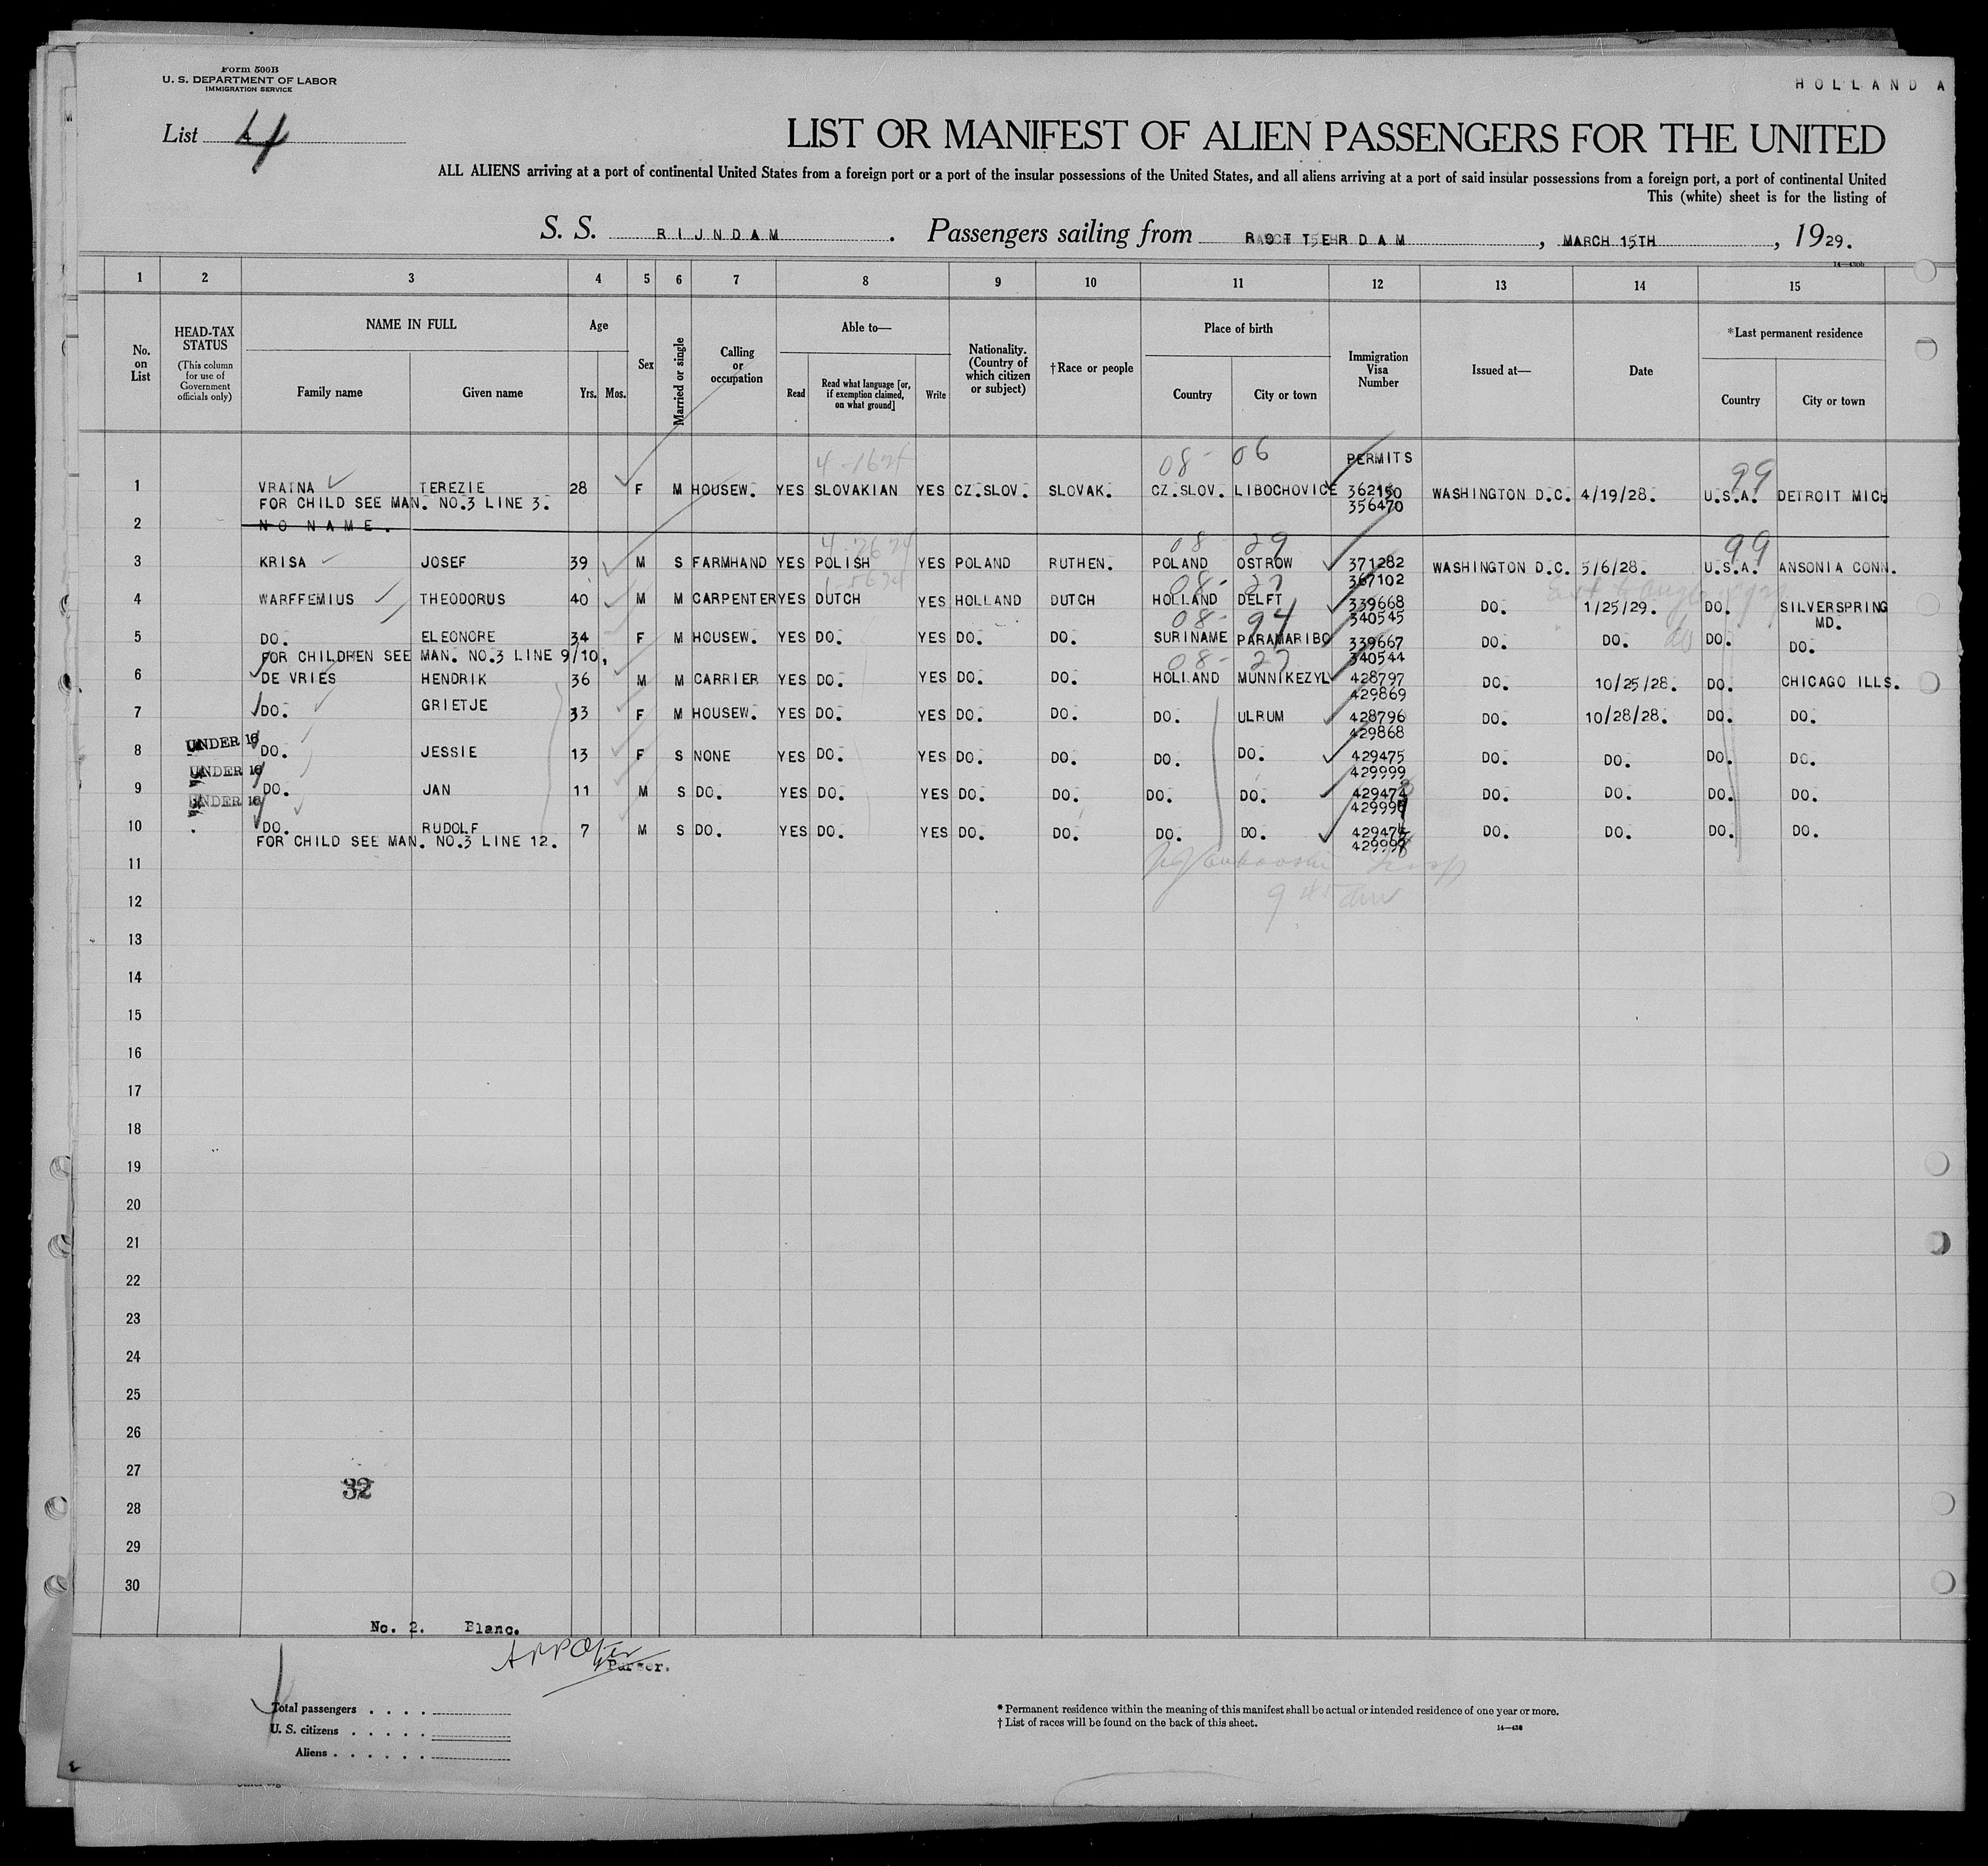 Form 500B
U. S. DEPARTMENT OF LABOR
IMMIGRATION SERVICE
HOLLAND A
List 4
LIST OR MANIFEST OF ALIEN PASSENGERS FOR THE UNITED
ALL ALIENS arriving at a port of continental United States from a foreign port or a port of the insular possessions of the United States, and all aliens arriving at a port of said insular possessions from a foreign port, a port of continental United
This (white) sheet is for the listing of
S. S. RIJNDAM. Passengers sailing from ROTTERDAM, MARCH 15TH, 1929.
14—430b
1 2 3 4 5 6 7 8 9 10 11 12 13 14 15
No. on List
HEAD-TAX STATUS (This column for use of Government officials only)
NAME IN FULL Family name Given name
Age Yrs. Mos.
Sex
Married or single
Calling or occupation
Able to— Read Read what language [or, if exemption claimed, on what ground] Write
Nationality. (Country of which citizen or subject)
†Race or people
Place of birth Country City or town
Immigration Visa Number
Issued at—
Date
*Last permanent residence Country City or town
08- 06 PERMITS 99
1 VRATNA TEREZIE 28 F M HOUSEW. YES SLOVAKIAN YES CZ.SLOV. SLOVAK. CZ.SLOV. LIBOCHOVICE 362150 WASHINGTON D.C. 4/19/28. U.S.A. DETROIT MICH
FOR CHILD SEE MAN. NO.3 LINE 3. 356470
2 NO NAME.
08- 29 99
3 KRISA JOSEF 39 M S FARMHAND YES POLISH YES POLAND RUTHEN. POLAND OSTROW 371282 WASHINGTON D.C. 5/6/28. U.S.A. ANSONIA CONN.
08- 27 367102
4 WARFFEMIUS THEODORUS 40 M M CARPENTER YES DUTCH YES HOLLAND DUTCH HOLLAND DELFT 339668 DO. 1/25/29. DO. SILVERSPRING MD.
08- 94 340545
5 DO. ELEONORE 34 F M HOUSEW. YES DO. YES DO. DO. SURINAME PARAMARIBO 339667 DO. DO. DO. DO.
FOR CHILDREN SEE MAN. NO.3 LINE 9/10, 08- 27 340544
6 DE VRIES HENDRIK 36 M M CARRIER YES DO. YES DO. DO. HOLLAND MUNNIKEZYL 428797 DO. 10/25/28. DO. CHICAGO ILLS.
429869
7 DO. GRIETJE 33 F M HOUSEW. YES DO. YES DO. DO. DO. ULRUM 428796 DO. 10/28/28. DO. DO.
429868
8 UNDER 16 DO. JESSIE 13 F S NONE YES DO. YES DO. DO. DO. DO. 429475 DO. DO. DO. DO.
UNDER 16 429999
9 DO. JAN 11 M S DO. YES DO. YES DO. DO. DO. DO. DO. DO. DO. DO.
UNDER 16
10 DO. RUDOLF 7 M S DO. YES DO. YES DO. DO. DO. DO. DO. DO. DO. DO.
FOR CHILD SEE MAN. NO.3 LINE 12.
11
12
13
14
15
16
17
18
19
20
21
22
23
24
25
26
27
32
28
29
30
No. 2. Blanc.
Purser.
Total passengers
U. S. citizens
Aliens
* Permanent residence within the meaning of this manifest shall be actual or intended residence of one year or more.
† List of races will be found on the back of this sheet.
14—430